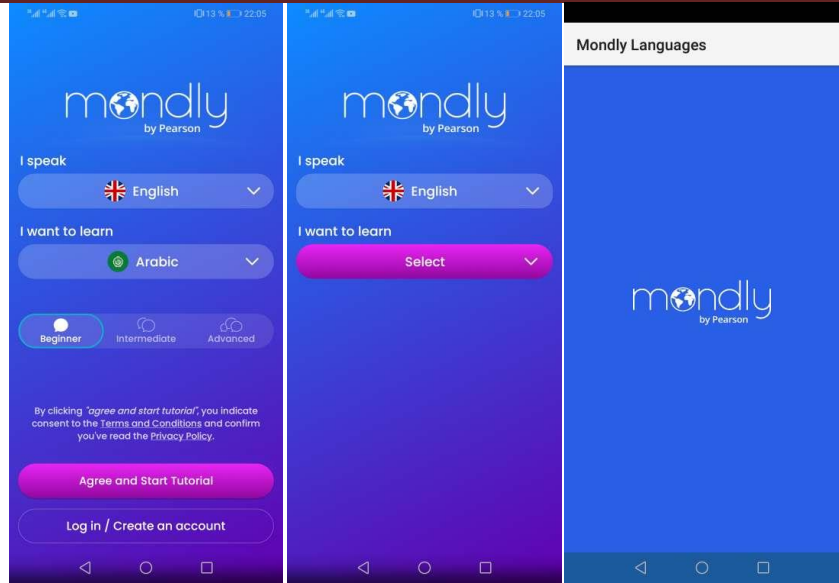 13 % 22:05
mondly
by Pearson
I speak
English
I want to learn
Arabic
Beginner
Intermediate
Advanced
By clicking "agree and start tutorial", you indicate
consent to the Terms and Conditions and confirm
you've read the Privacy Policy.
Agree and Start Tutorial
Log in / Create an account
13 % 22:05
mondly
by Pearson
I speak
English
I want to learn
Select
Mondly Languages
mondly
by Pearson